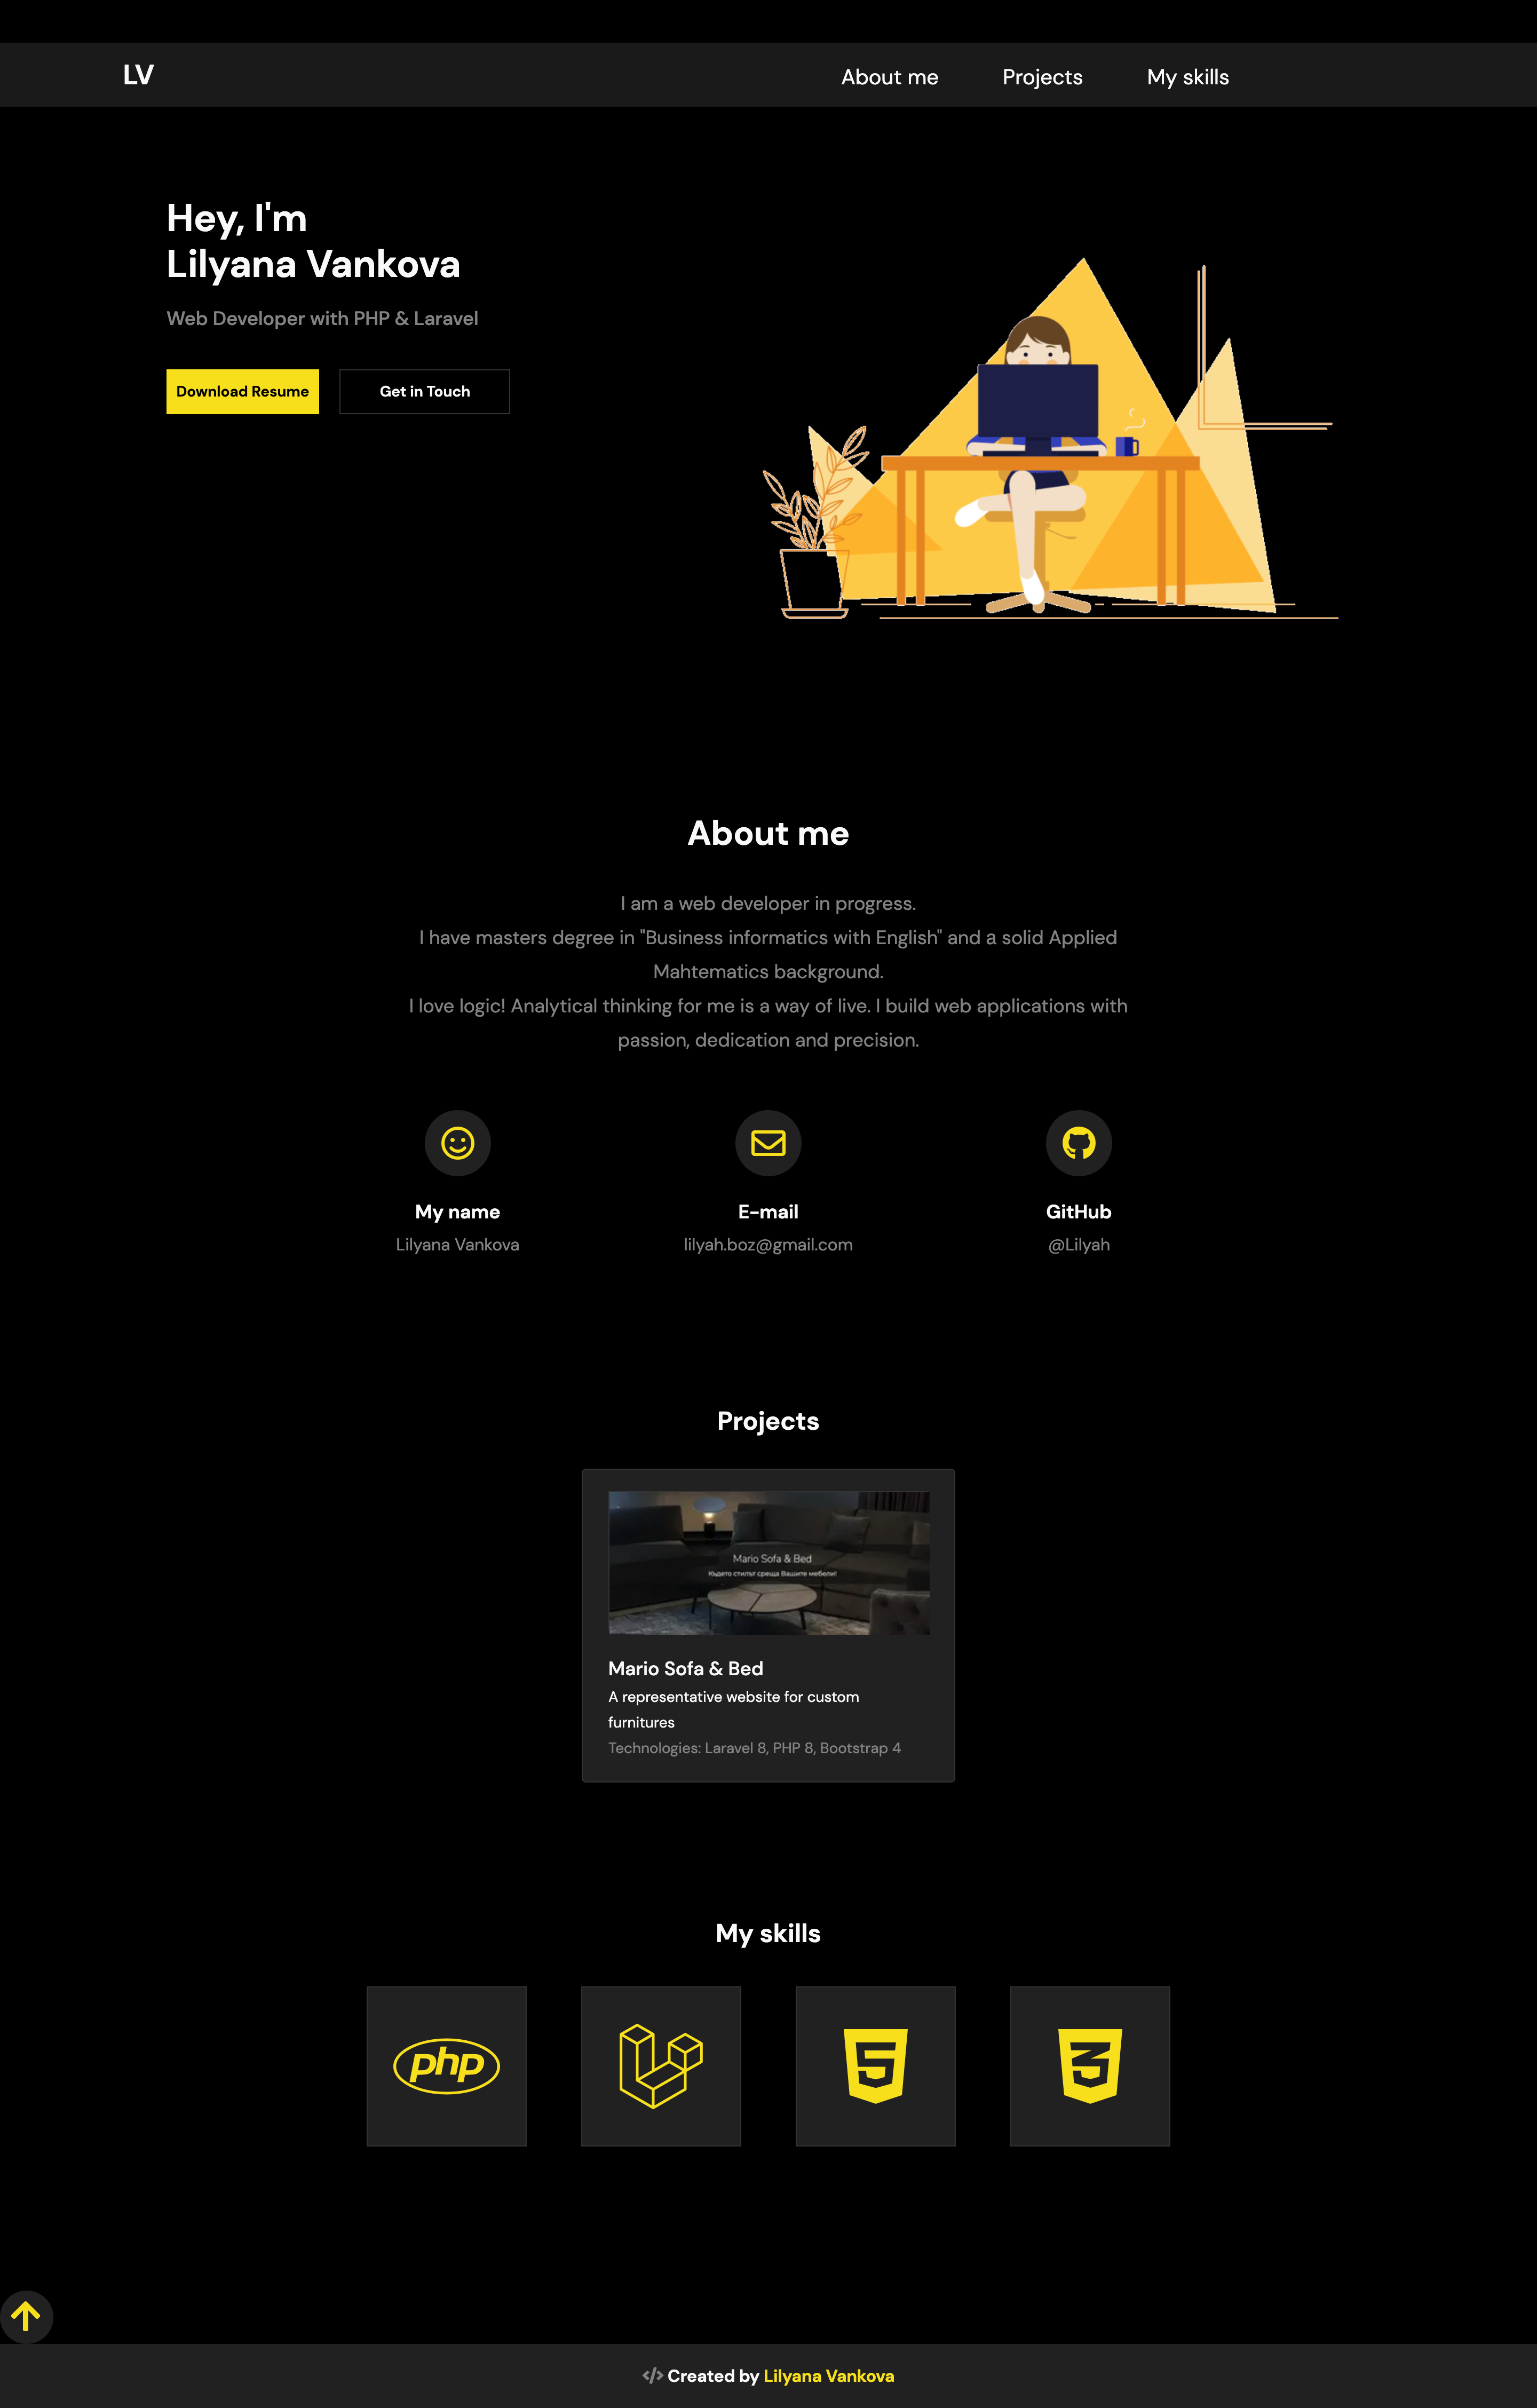 LV
About me
Projects
My skills
Hey, I'm
Lilyana Vankova
Web Developer with PHP & Laravel
Download Resume
Get in Touch
About me
I am a web developer in progress.
I have masters degree in "Business informatics with English" and a solid Applied
Mahtematics background.
I love logic! Analytical thinking for me is a way of live. I build web applications with
passion, dedication and precision.
My name
Lilyana Vankova
E-mail
lilyah.boz@gmail.com
GitHub
@Lilyah
Projects
Mario Sofa & Bed
Където стилът среща Вашите мебели!
Mario Sofa & Bed
A representative website for custom
furnitures
Technologies: Laravel 8, PHP 8, Bootstrap 4
My skills
php
5
3
</> Created by Lilyana Vankova